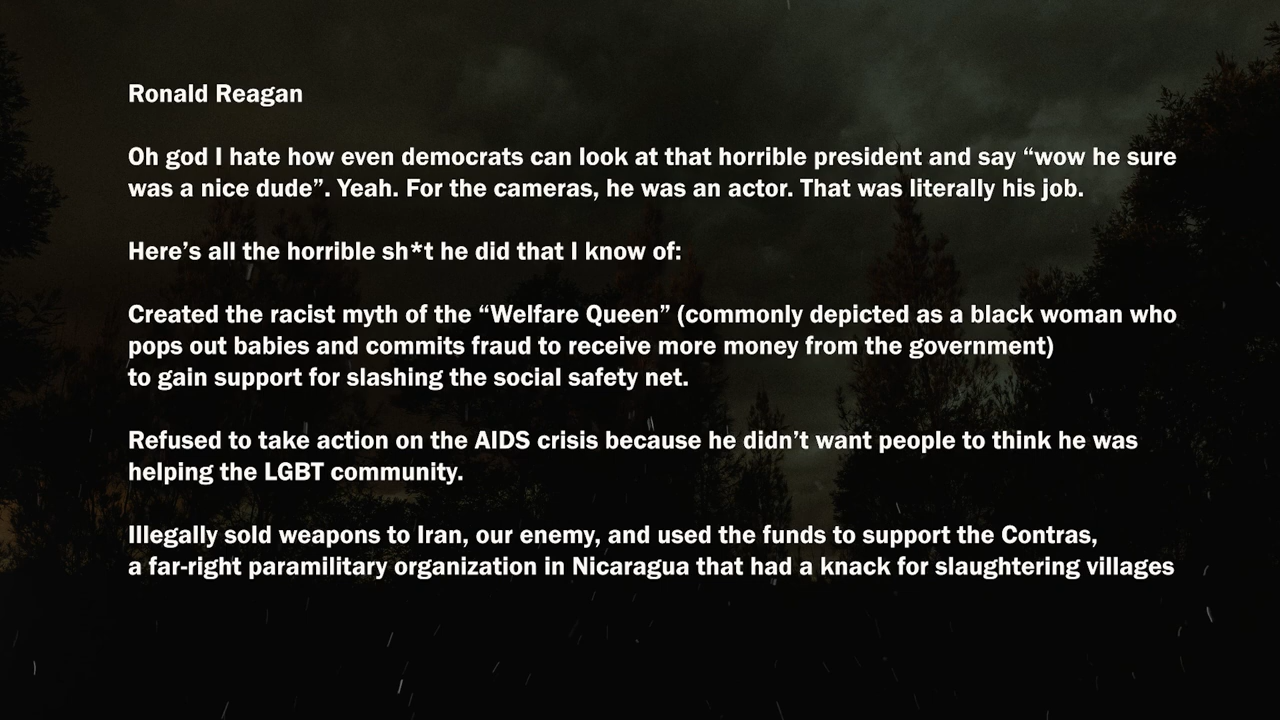 Ronald Reagan
Oh god I hate how even democrats can look at that horrible president and say “wow he sure
was a nice dude”. Yeah. For the cameras, he was an actor. That was literally his job.
Here’s all the horrible sh*t he did that I know of:
Created the racist myth of the “Welfare Queen” (commonly depicted as a black woman who
pops out babies and commits fraud to receive more money from the government)
to gain support for slashing the social safety net.
Refused to take action on the AIDS crisis because he didn’t want people to think he was
helping the LGBT community.
Illegally sold weapons to Iran, our enemy, and used the funds to support the Contras,
a far-right paramilitary organization in Nicaragua that had a knack for slaughtering villages